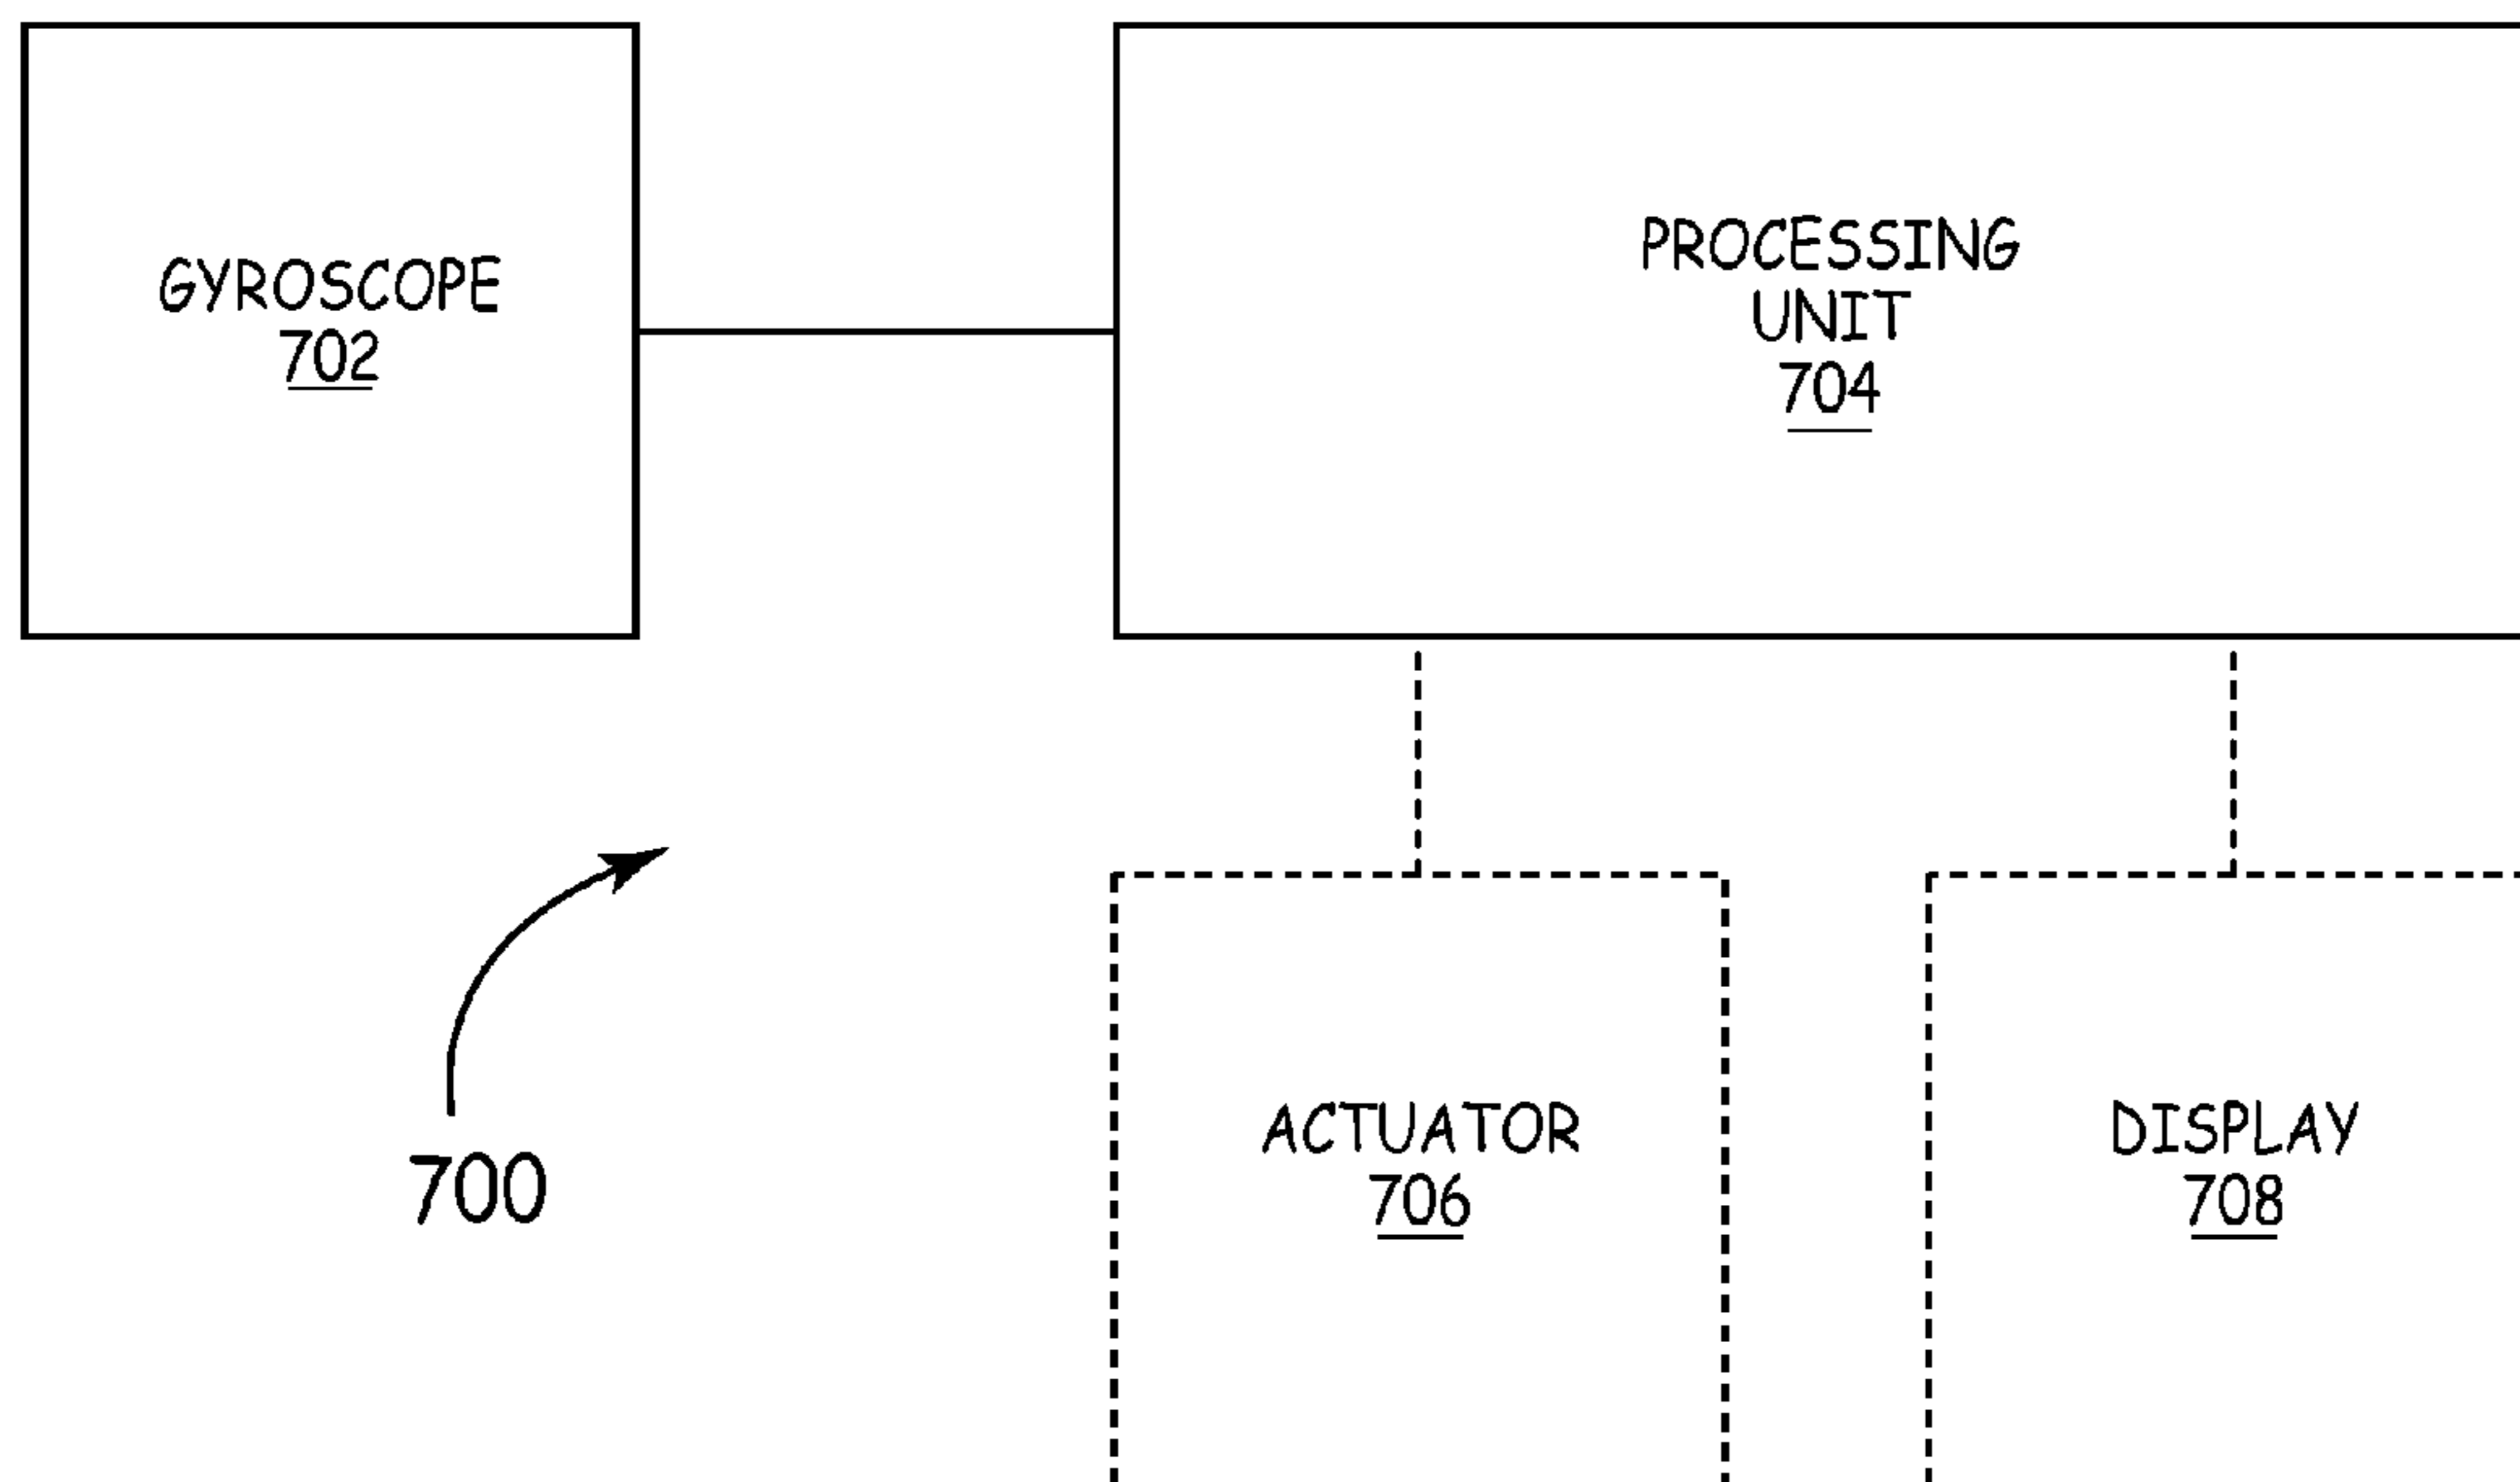 GYROSCOPE
702
PROCESSING
UNIT
704
700
ACTUATOR
706
DISPLAY
708